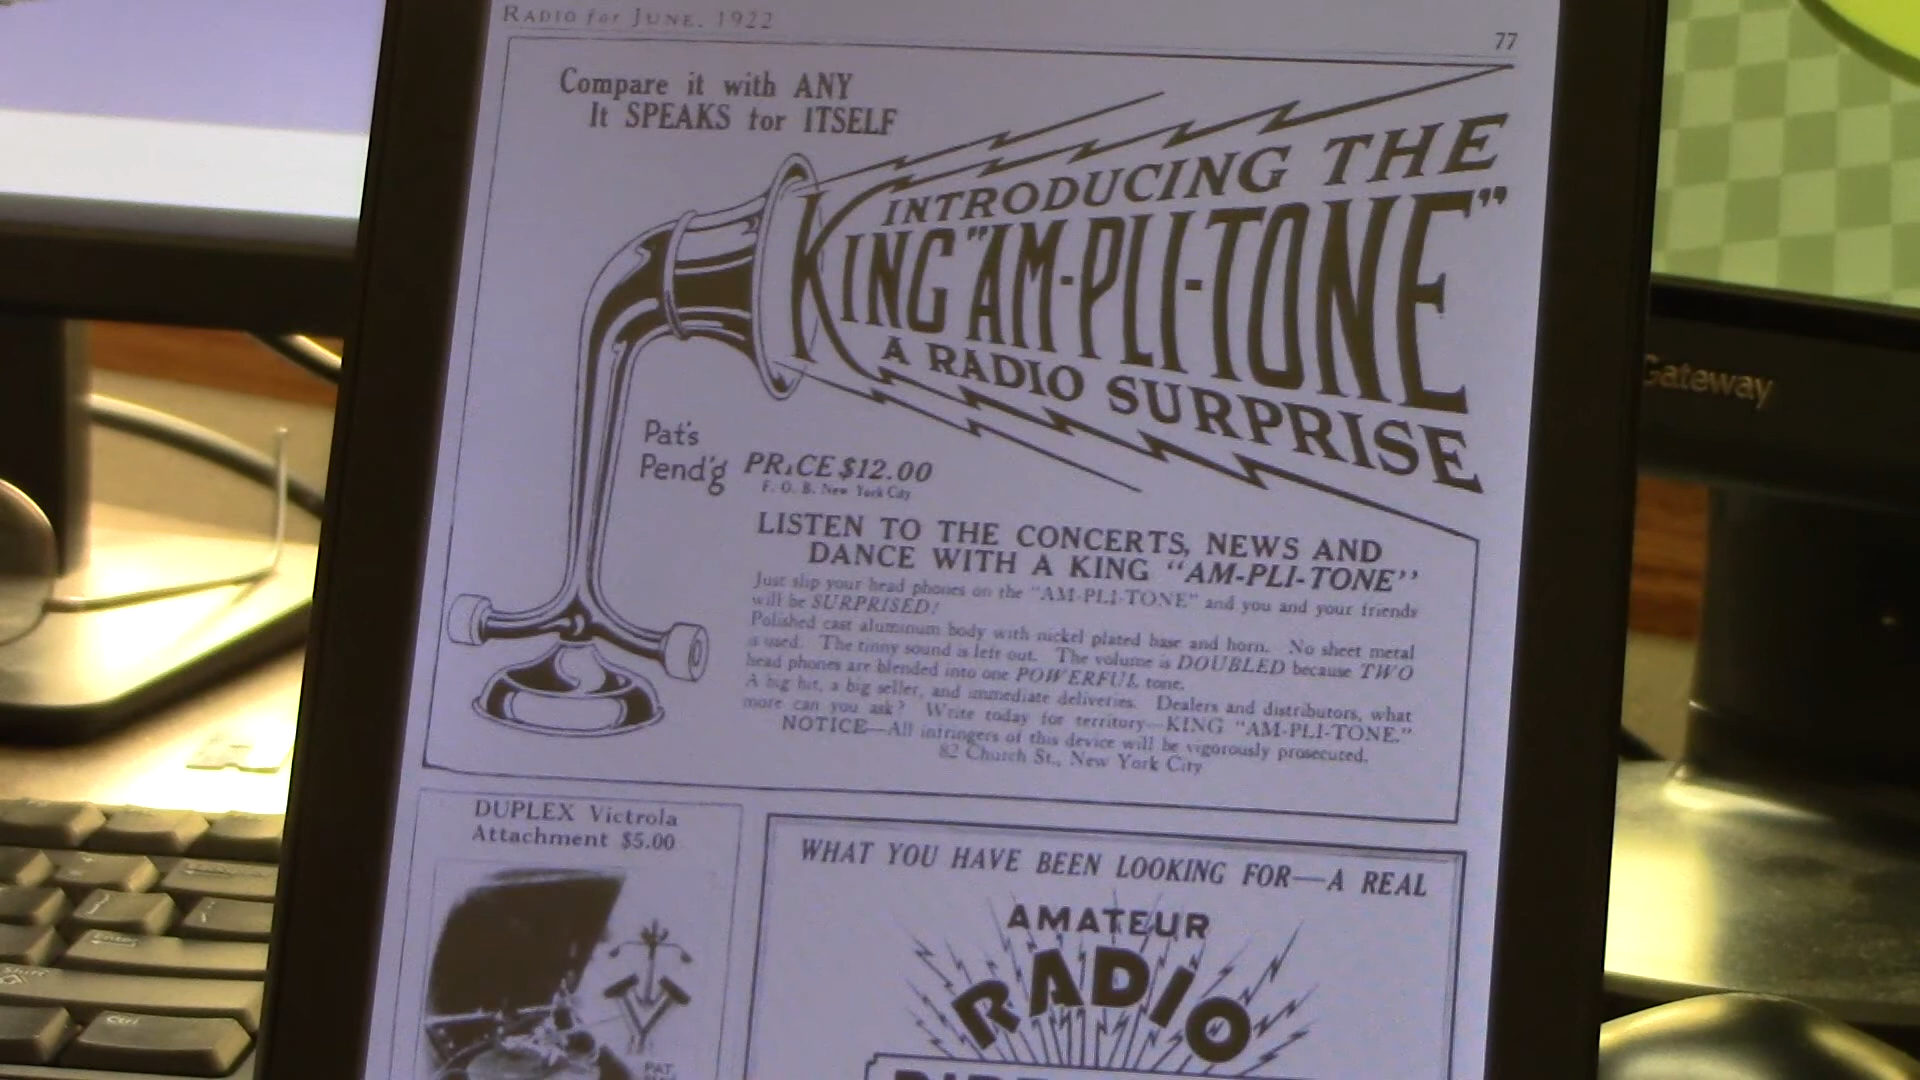 RADIO for JUNE, 1922
77
Compare it with ANY
It SPEAKS for ITSELF
INTRODUCING THE
KING "AM-PLI-TONE"
A RADIO SURPRISE
Pat's
Pend'g
PRICE $12.00
F. O. B. New York City
LISTEN TO THE CONCERTS, NEWS AND
DANCE WITH A KING "AM-PLI-TONE"
Just slip your head phones on the "AM-PLI-TONE" and you and your friends
will be SURPRISED!
Polished cast aluminum body with nickel plated base and horn. No sheet metal
is used. The tinny sound is left out. The volume is DOUBLED because TWO
head phones are blended into one POWERFUL tone.
A big hit, a big seller, and immediate deliveries. Dealers and distributors, what
more can you ask? Write today for territory—KING "AM-PLI-TONE."
NOTICE—All infringers of this device will be vigorously prosecuted.
82 Church St., New York City
DUPLEX Victrola
Attachment $5.00
PAT.
WHAT YOU HAVE BEEN LOOKING FOR—A REAL
AMATEUR
RADIO
Gateway
Enter
Shift
Ctrl